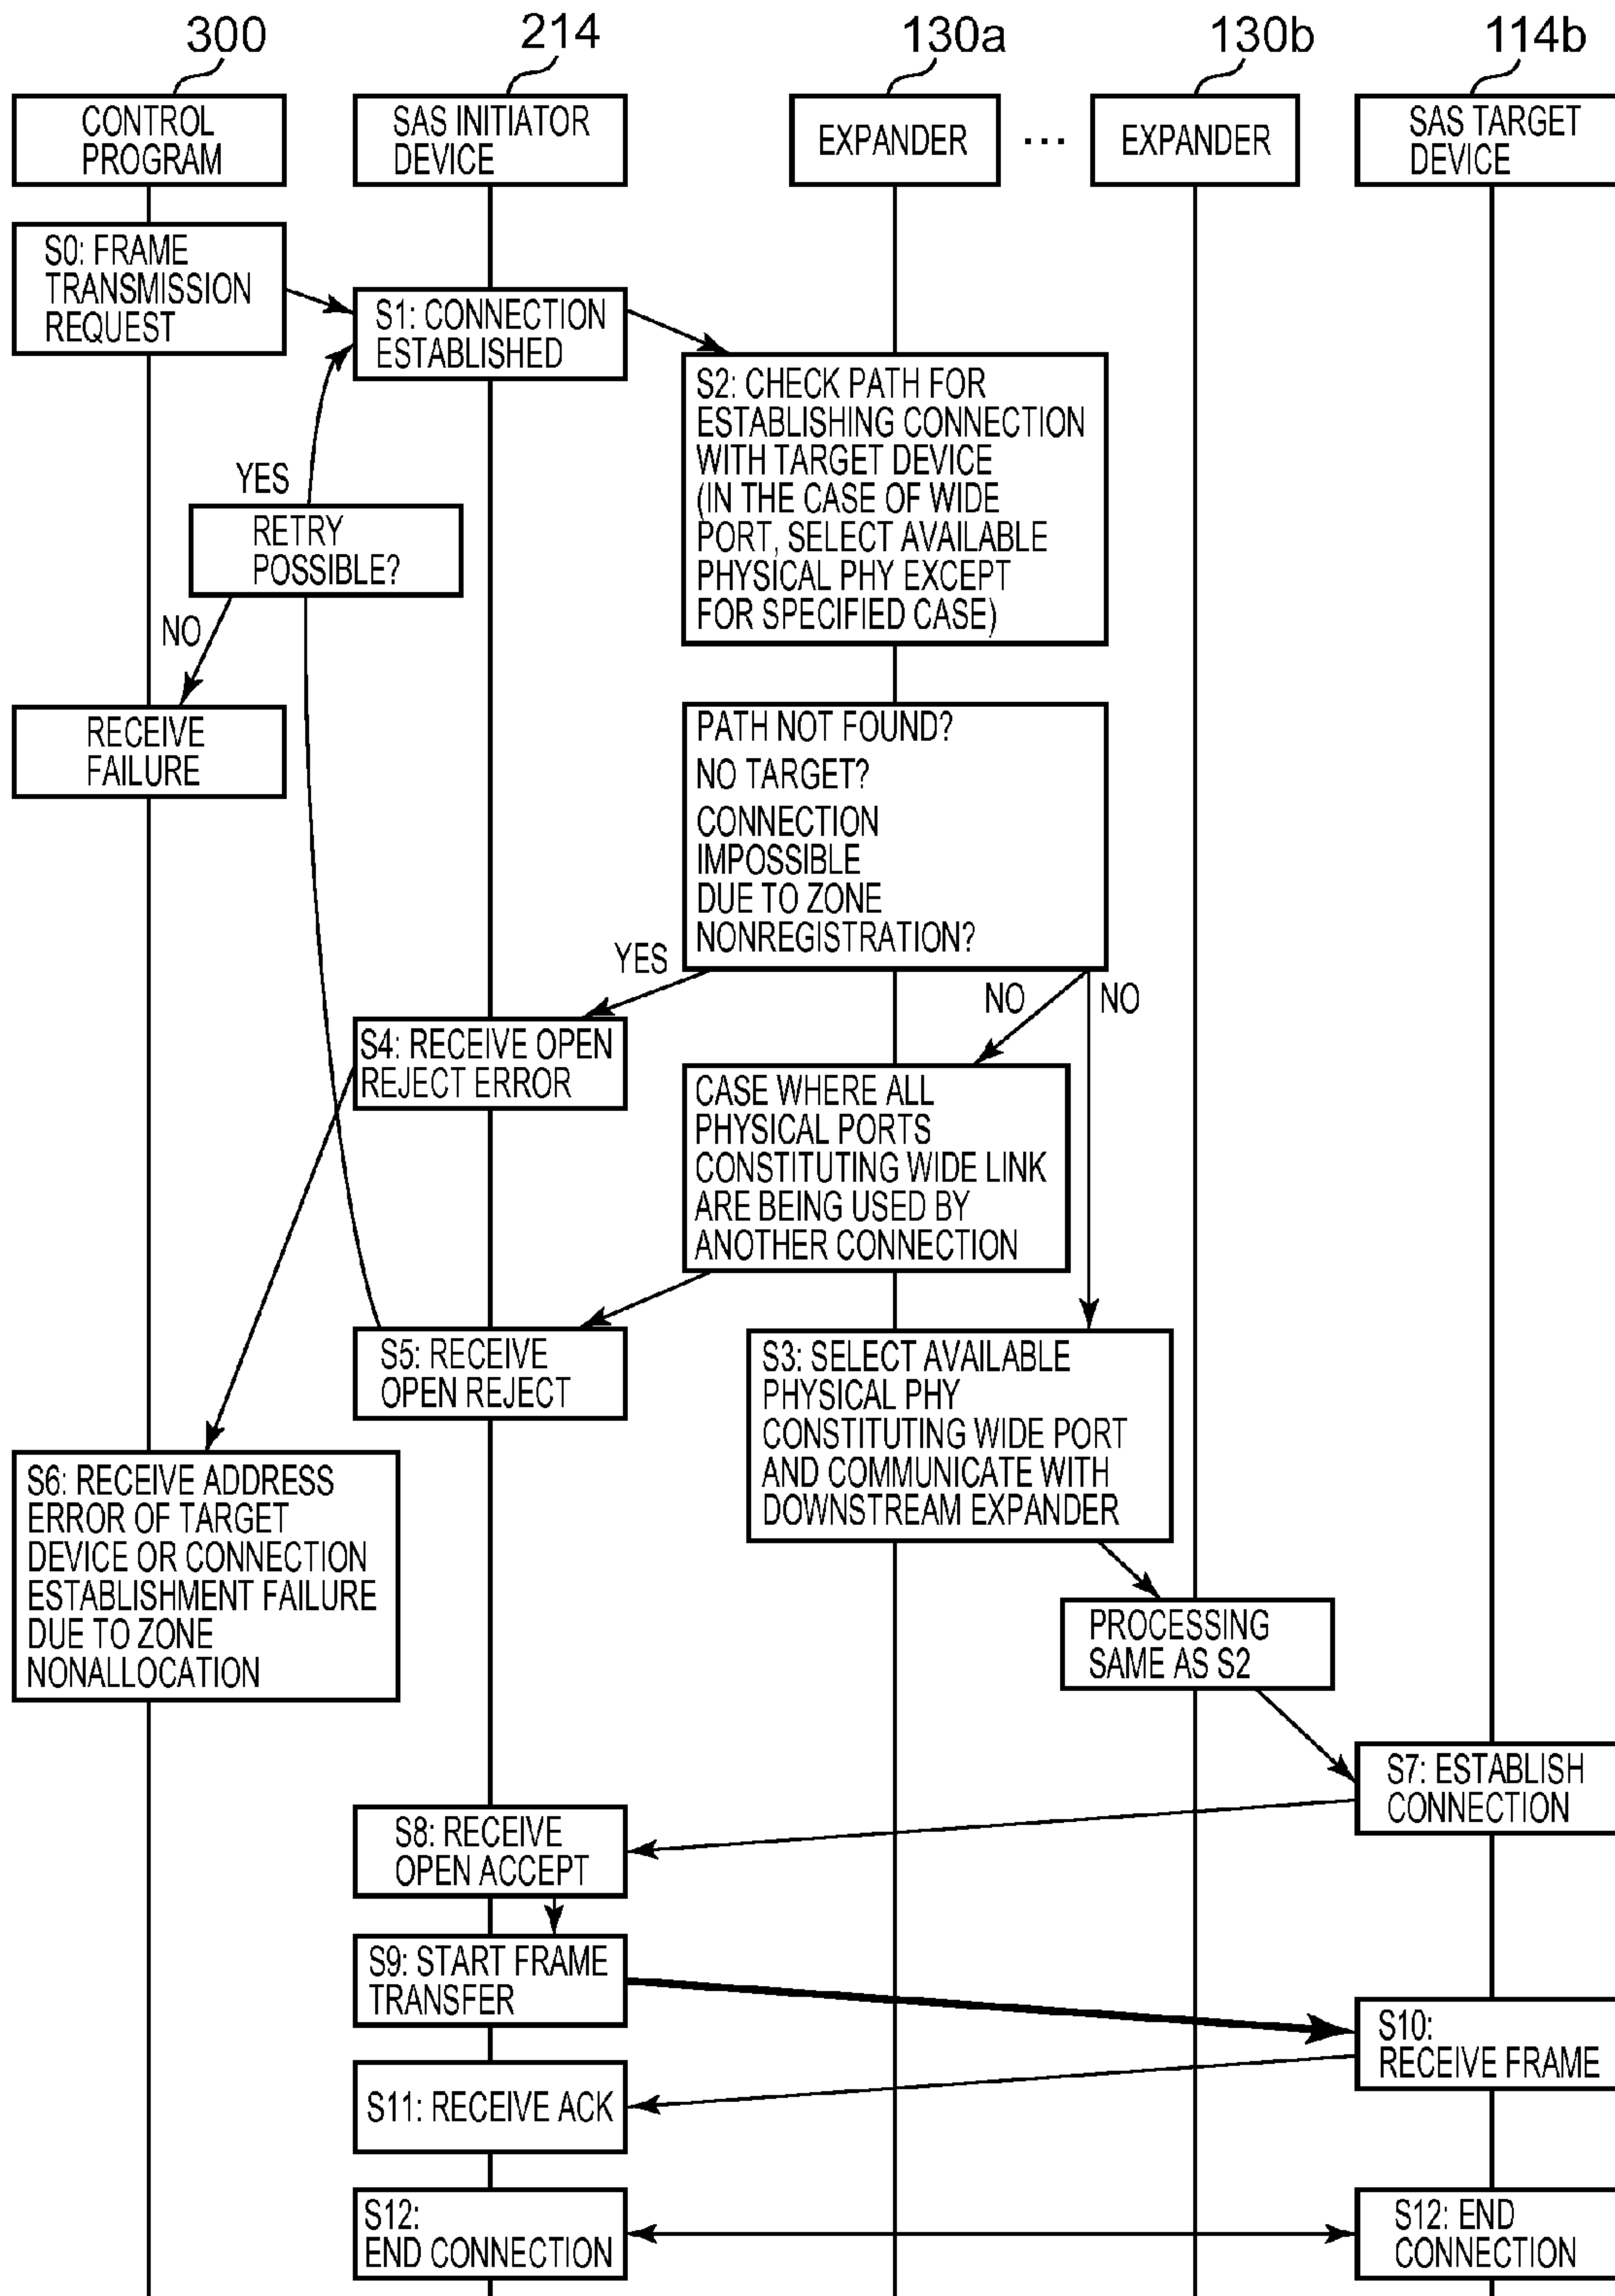 300
214
130a
130b
114b
CONTROL
PROGRAM
SAS INITIATOR
DEVICE
EXPANDER
...
EXPANDER
SAS TARGET
DEVICE
S0: FRAME
TRANSMISSION
REQUEST
S1: CONNECTION
ESTABLISHED
S2: CHECK PATH FOR
ESTABLISHING CONNECTION
WITH TARGET DEVICE
(IN THE CASE OF WIDE
PORT, SELECT AVAILABLE
PHYSICAL PHY EXCEPT
FOR SPECIFIED CASE)
YES
RETRY
POSSIBLE?
NO
RECEIVE
FAILURE
PATH NOT FOUND?
NO TARGET?
CONNECTION
IMPOSSIBLE
DUE TO ZONE
NONREGISTRATION?
YES
NO
NO
S4: RECEIVE OPEN
REJECT ERROR
CASE WHERE ALL
PHYSICAL PORTS
CONSTITUTING WIDE LINK
ARE BEING USED BY
ANOTHER CONNECTION
S5: RECEIVE
OPEN REJECT
S3: SELECT AVAILABLE
PHYSICAL PHY
CONSTITUTING WIDE PORT
AND COMMUNICATE WITH
DOWNSTREAM EXPANDER
S6: RECEIVE ADDRESS
ERROR OF TARGET
DEVICE OR CONNECTION
ESTABLISHMENT FAILURE
DUE TO ZONE
NONALLOCATION
PROCESSING
SAME AS S2
S7: ESTABLISH
CONNECTION
S8: RECEIVE
OPEN ACCEPT
S9: START FRAME
TRANSFER
S10:
RECEIVE FRAME
S11: RECEIVE ACK
S12:
END CONNECTION
S12: END
CONNECTION